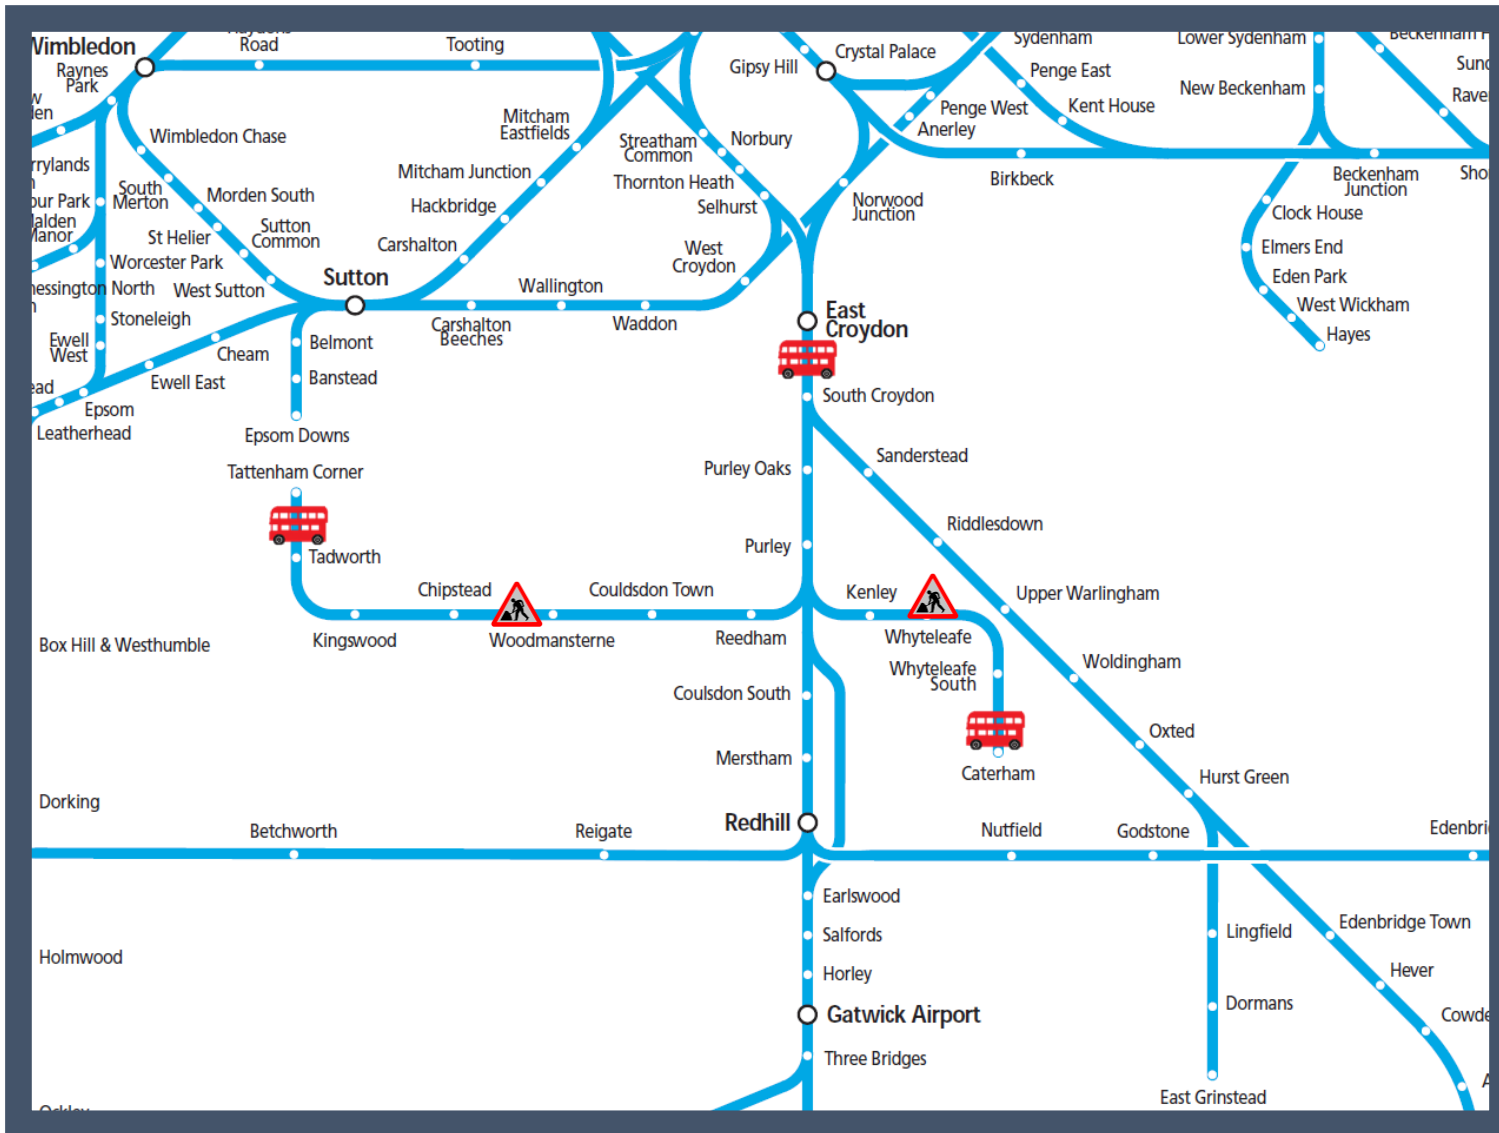 Wimbledon
Road
Tooting
Raynes
Park
Gipsy Hill
Crystal Palace
Sydenham
Lower Sydenham
Penge East
New Beckenham
Penge West
Kent House
Anerley
Mitcham
Eastfields
Wimbledon Chase
Streatham
Common
Norbury
Mitcham Junction
Thornton Heath
Birkbeck
Beckenham
Junction
South
Merton
Morden South
Hackbridge
Selhurst
Norwood
Junction
Clock House
St Helier
Sutton
Common
Carshalton
West
Croydon
Elmers End
Worcester Park
Eden Park
North
West Sutton
Sutton
Wallington
West Wickham
Stoneleigh
Carshalton
Beeches
Waddon
East
Croydon
Hayes
Ewell
West
Cheam
Belmont
Ewell East
Banstead
South Croydon
Epsom
Leatherhead
Epsom Downs
Tattenham Corner
Purley Oaks
Sanderstead
Tadworth
Purley
Riddlesdown
Chipstead
Couldsdon Town
Kenley
Upper Warlingham
Box Hill & Westhumble
Kingswood
Woodmansterne
Reedham
Whyteleafe
Whyteleafe
South
Woldingham
Coulsdon South
Oxted
Merstham
Caterham
Hurst Green
Dorking
Betchworth
Reigate
Redhill
Nutfield
Godstone
Earlswood
Salfords
Lingfield
Edenbridge Town
Holmwood
Horley
Hever
Gatwick Airport
Dormans
Three Bridges
East Grinstead